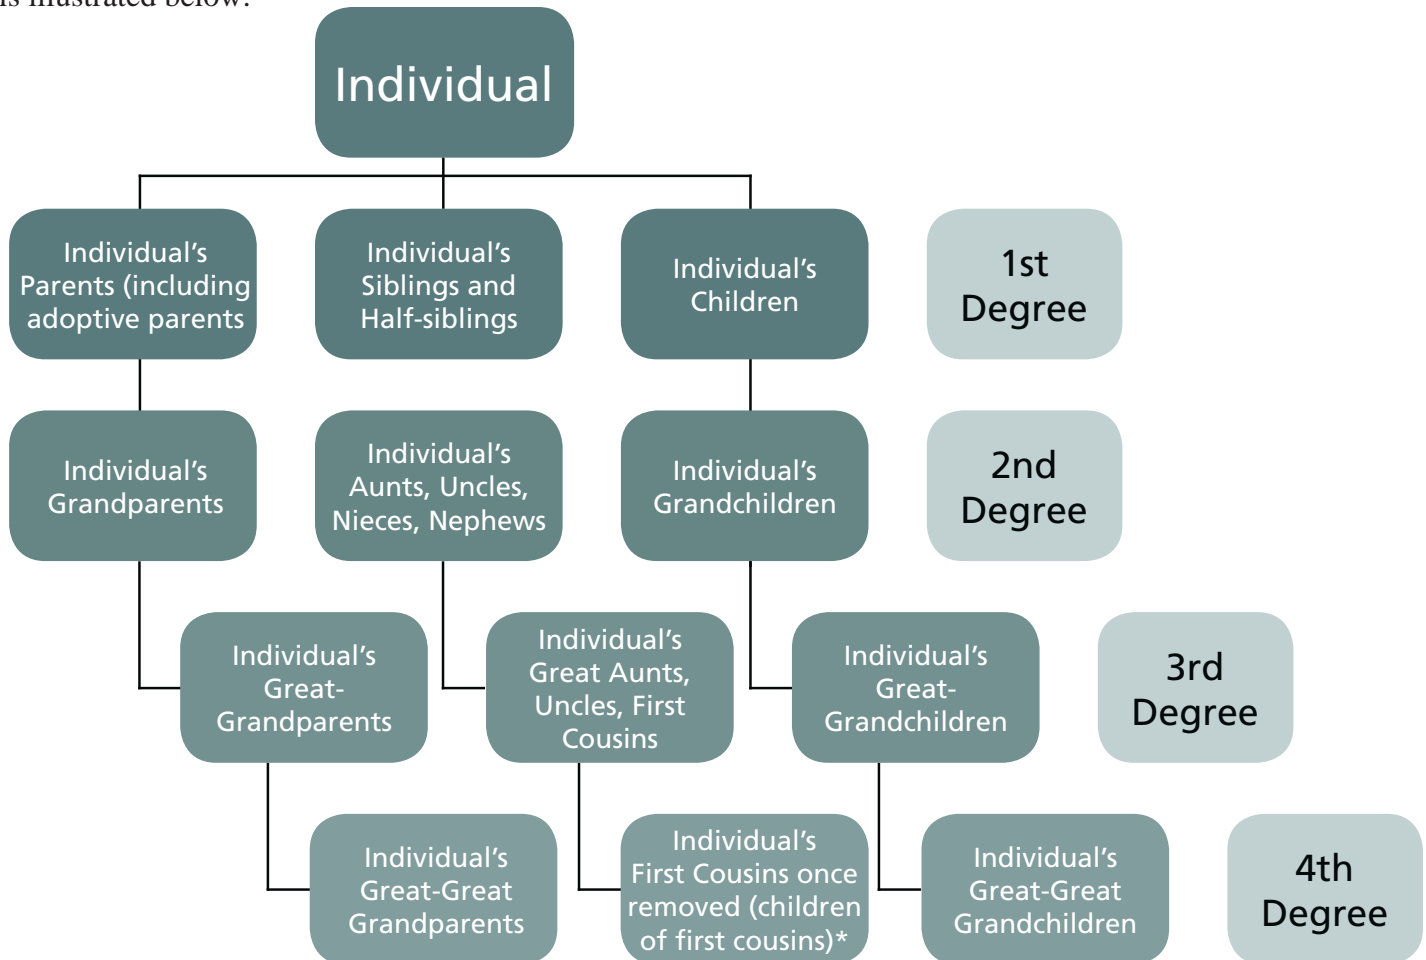 is illustrated below:
Individual
Individual's
Parents (including
adoptive parents
Individual's
Siblings and
Half-siblings
Individual's
Children
1st
Degree
Individual's
Grandparents
Individual's
Aunts, Uncles,
Nieces, Nephews
Individual's
Grandchildren
2nd
Degree
Individual's
Great-
Grandparents
Individual's
Great Aunts,
Uncles, First
Cousins
Individual's
Great-
Grandchildren
3rd
Degree
Individual's
Great-Great
Grandparents
Individual's
First Cousins once
removed (children
of first cousins)*
Individual's
Great-Great
Grandchildren
4th
Degree